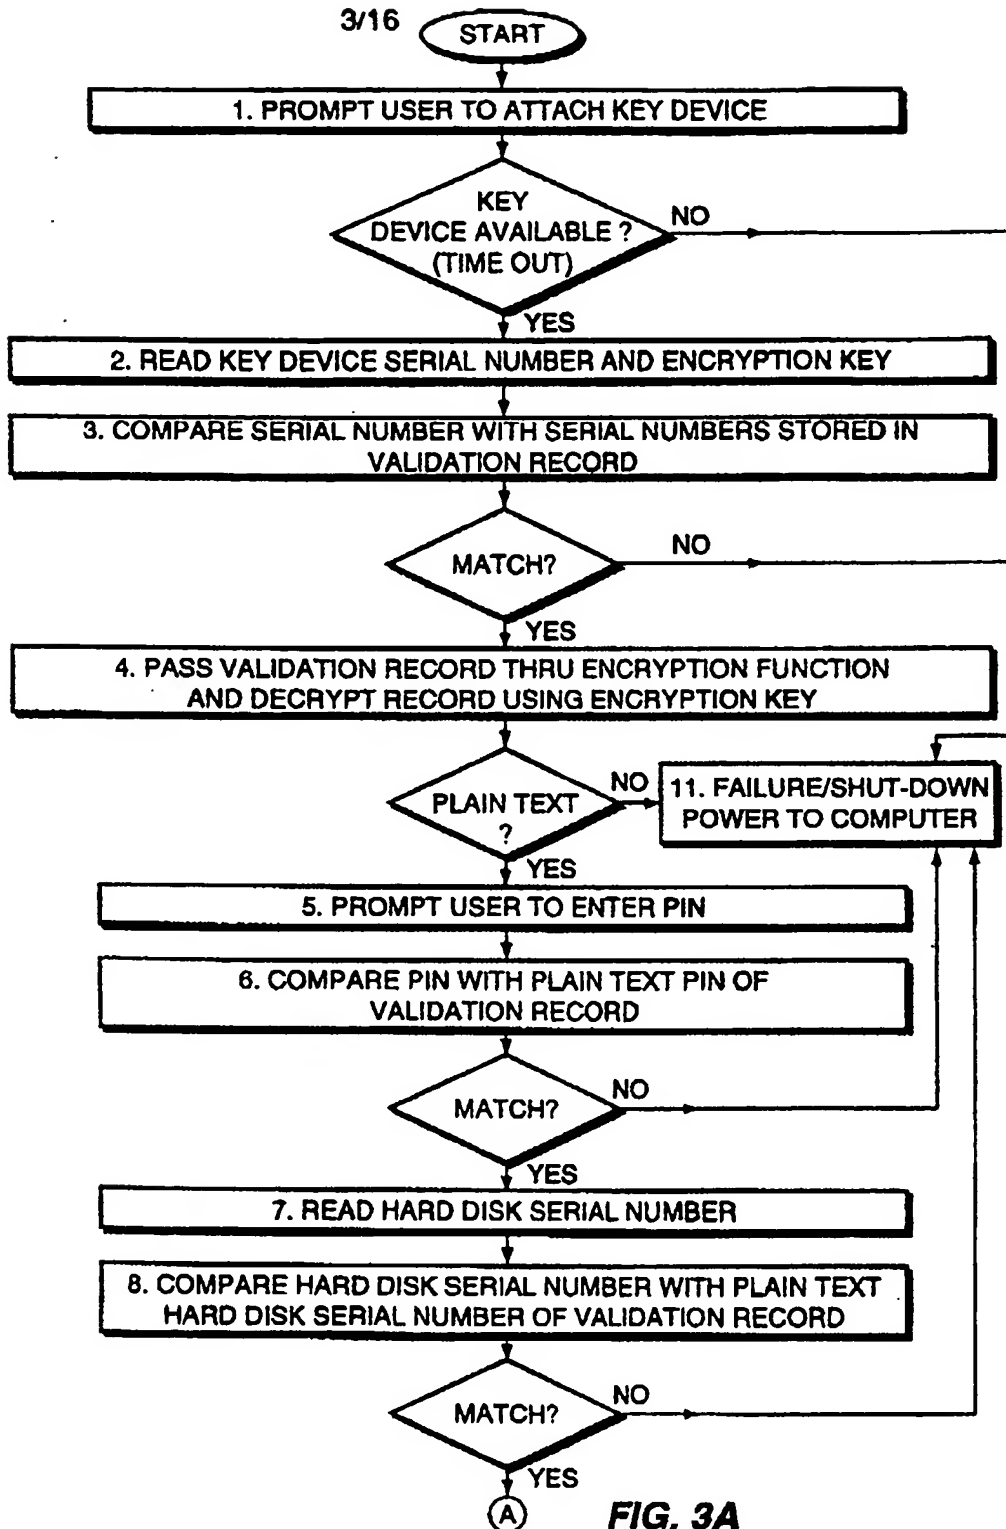 3/16
START
1. PROMPT USER TO ATTACH KEY DEVICE
KEY
DEVICE AVAILABLE ?
(TIME OUT)
NO
YES
2. READ KEY DEVICE SERIAL NUMBER AND ENCRYPTION KEY
3. COMPARE SERIAL NUMBER WITH SERIAL NUMBERS STORED IN
VALIDATION RECORD
MATCH?
NO
YES
4. PASS VALIDATION RECORD THRU ENCRYPTION FUNCTION
AND DECRYPT RECORD USING ENCRYPTION KEY
PLAIN TEXT
?
NO
11. FAILURE/SHUT-DOWN
POWER TO COMPUTER
YES
5. PROMPT USER TO ENTER PIN
6. COMPARE PIN WITH PLAIN TEXT PIN OF
VALIDATION RECORD
MATCH?
NO
YES
7. READ HARD DISK SERIAL NUMBER
8. COMPARE HARD DISK SERIAL NUMBER WITH PLAIN TEXT
HARD DISK SERIAL NUMBER OF VALIDATION RECORD
MATCH?
NO
YES
A
FIG. 3A